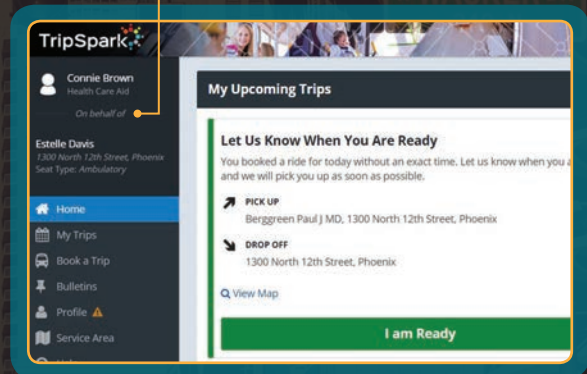 TripSpark
Connie Brown
Health Care Aid
On behalf of
Estelle Davis
1300 North 12th Street, Phoenix
Seat Type: Ambulatory
Home
My Trips
Book a Trip
Bulletins
Profile
Service Area
My Upcoming Trips
Let Us Know When You Are Ready
You booked a ride for today without an exact time. Let us know when you
and we will pick you up as soon as possible.
PICK UP
Berggreen Paul J MD, 1300 North 12th Street, Phoenix
DROP OFF
1300 North 12th Street, Phoenix
View Map
I am Ready